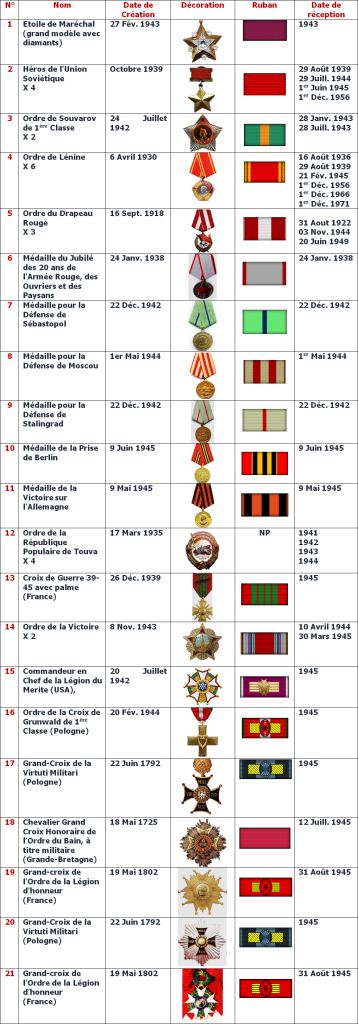 N° Nom Date de Création Décoration Ruban Date de réception
1 Etoile de Maréchal (grand modèle avec diamants) 27 Fév. 1943 1943
2 Héros de l'Union Soviétique X 4 Octobre 1939 29 Août 1939
29 Juill. 1944
1er Juin 1945
1er Déc. 1956
3 Ordre de Souvarov de 1ère Classe X 2 24 Juillet 1942 28 Janv. 1943
28 Juill. 1943
4 Ordre de Lénine X 6 6 Avril 1930 16 Août 1936
29 Août 1939
21 Fév. 1945
1er Déc. 1956
1er Déc. 1966
1er Déc. 1971
5 Ordre du Drapeau Rouge X 3 16 Sept. 1918 31 Aout 1922
03 Nov. 1944
20 Juin 1949
6 Médaille du Jubilé des 20 ans de l'Armée Rouge, des Ouvriers et des Paysans 24 Janv. 1938 24 Janv. 1938
7 Médaille pour la Défense de Sébastopol 22 Déc. 1942 22 Déc. 1942
8 Médaille pour la Défense de Moscou 1er Mai 1944 1er Mai 1944
9 Médaille pour la Défense de Stalingrad 22 Déc. 1942 22 Déc. 1942
10 Médaille de la Prise de Berlin 9 Juin 1945 9 Juin 1945
11 Médaille de la Victoire sur l'Allemagne 9 Mai 1945 9 Mai 1945
12 Ordre de la République Populaire de Touva X 4 17 Mars 1935 NP 1941
1942
1943
1944
13 Croix de Guerre 39-45 avec palme (France) 26 Déc. 1939 1945
14 Ordre de la Victoire X 2 8 Nov. 1943 10 Avril 1944
30 Mars 1945
15 Commandeur en Chef de la Légion du Merite (USA), 20 Juillet 1942 1945
16 Ordre de la Croix de Grunwald de 1ère Classe (Pologne) 20 Fév. 1944 1945
17 Grand-Croix de la Virtuti Militari (Pologne) 22 Juin 1792 1945
18 Chevalier Grand Croix Honoraire de l'Ordre du Bain, à titre militaire (Grande-Bretagne) 18 Mai 1725 12 Juill. 1945
19 Grand-croix de l'Ordre de la Légion d'honneur (France) 19 Mai 1802 31 Août 1945
20 Grand-Croix de la Virtuti Militari (Pologne) 22 Juin 1792 1945
21 Grand-croix de l'Ordre de la Légion d'honneur (France) 19 Mai 1802 31 Août 1945